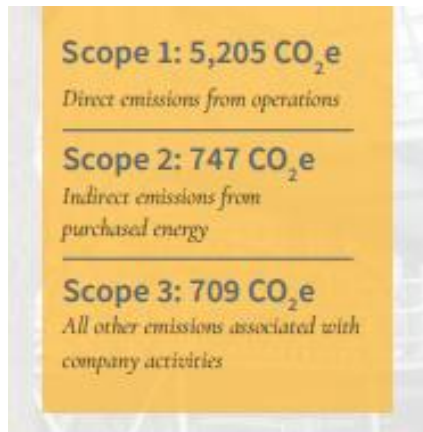 Scope 1: 5,205 CO₂e
Direct emissions from operations
Scope 2: 747 CO₂e
Indirect emissions from
purchased energy
Scope 3: 709 CO₂e
All other emissions associated with
company activities